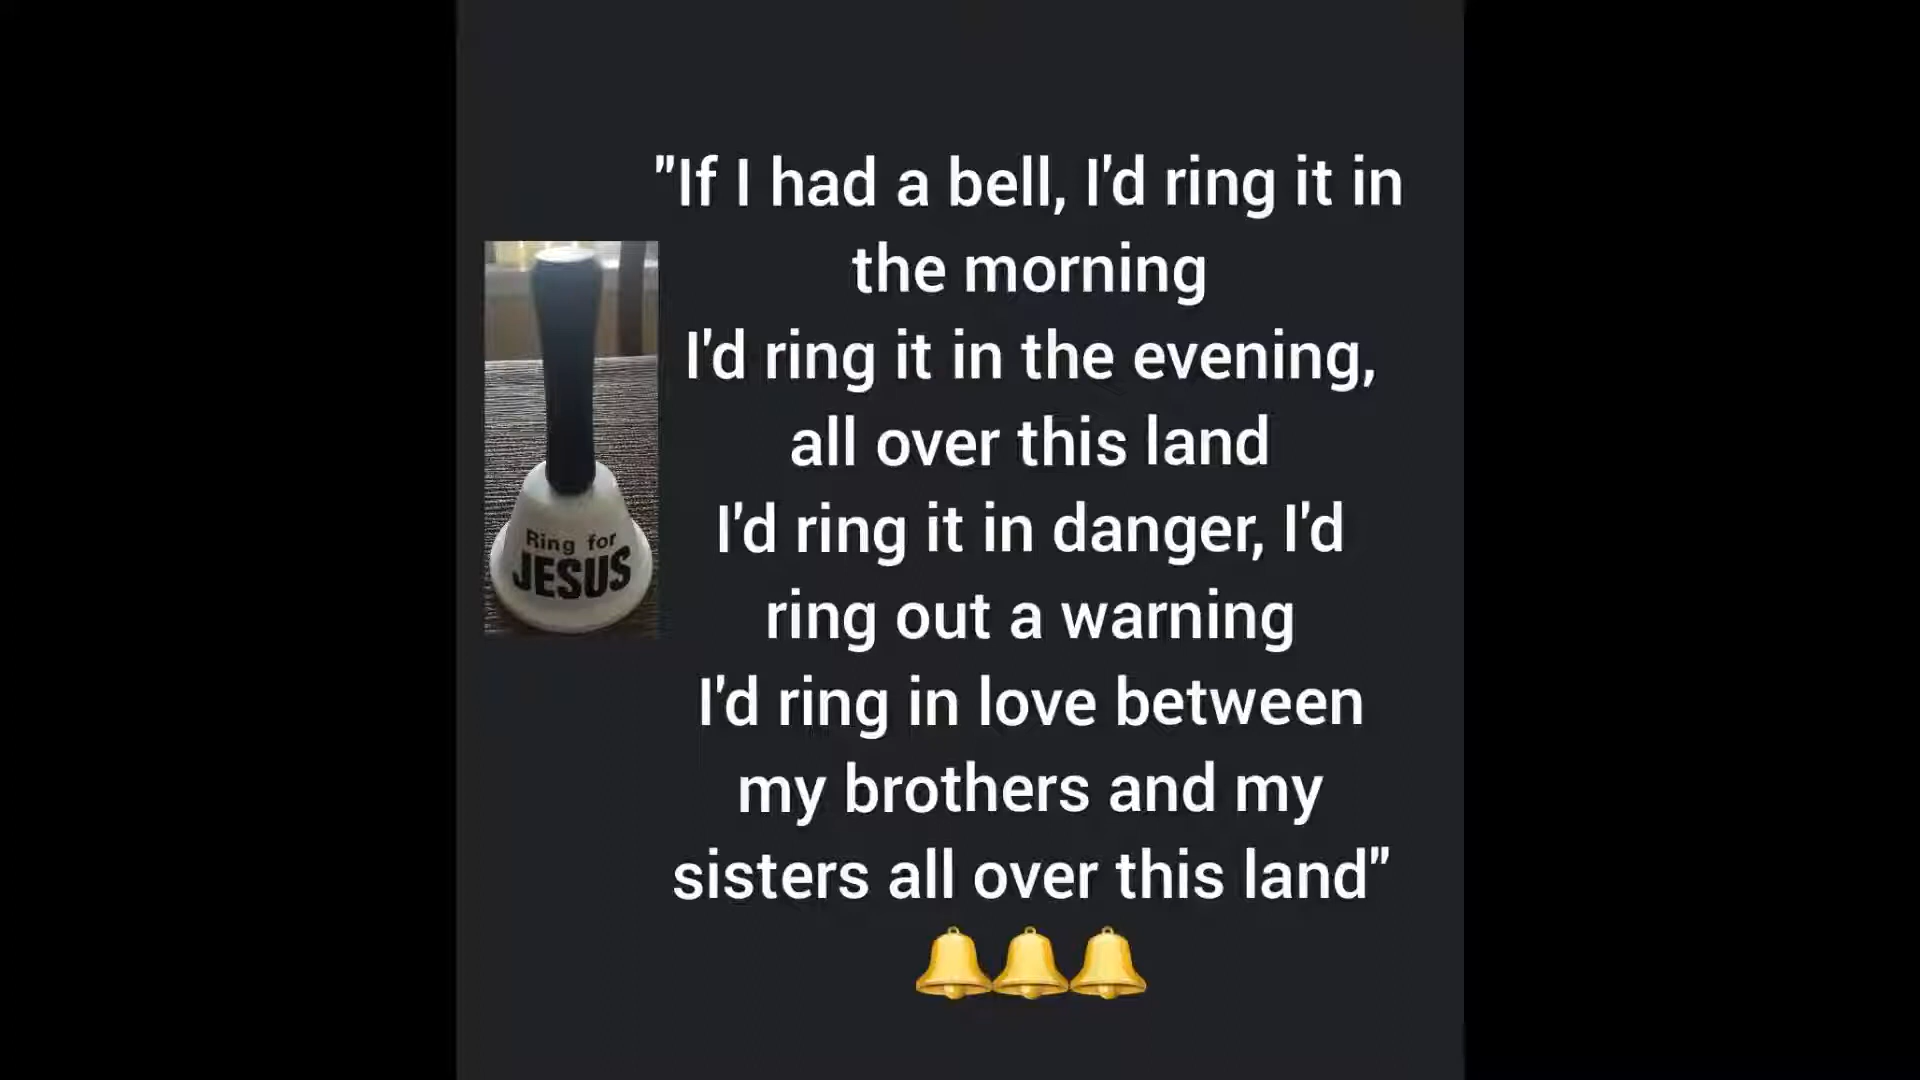 "If I had a bell, I'd ring it in
the morning
I'd ring it in the evening,
all over this land
I'd ring it in danger, I'd
ring out a warning
I'd ring in love between
my brothers and my
sisters all over this land"
🔔🔔🔔
Ring for
JESUS